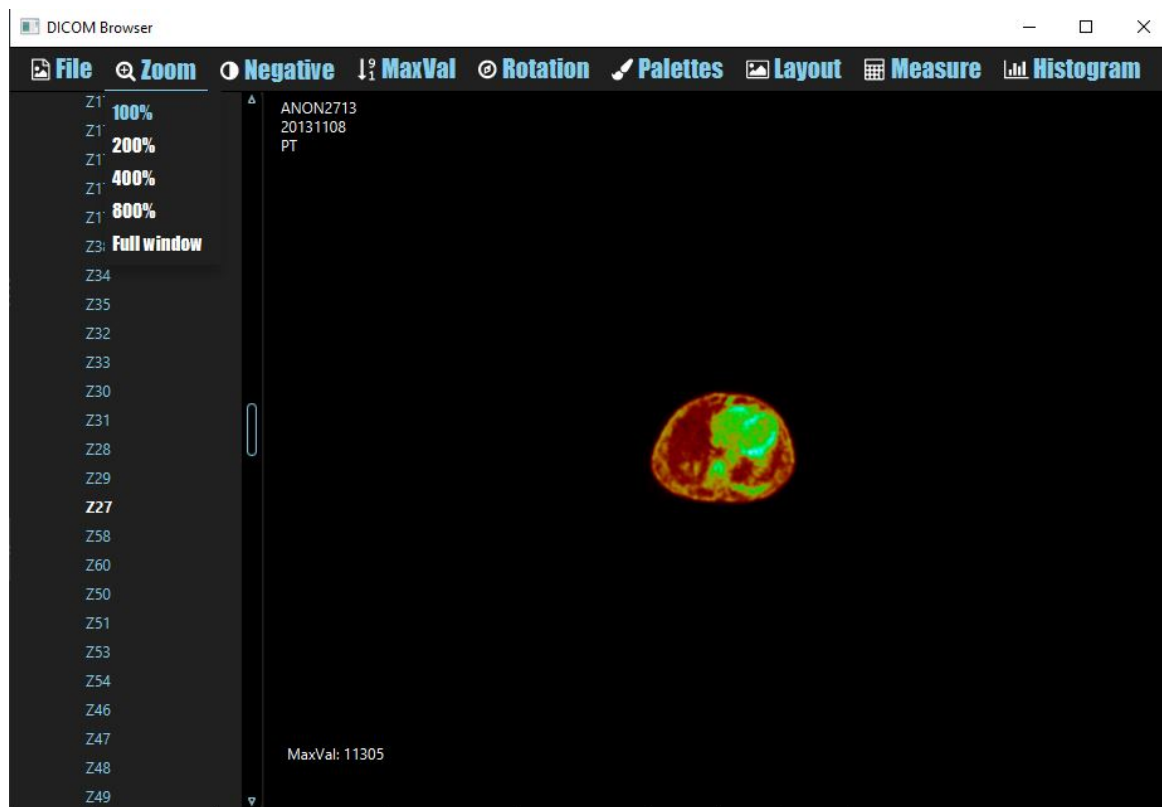 DICOM Browser
File Zoom Negative MaxVal Rotation Palettes Layout Measure Histogram
100%
200%
400%
800%
Full window
Z34
Z35
Z32
Z33
Z30
Z31
Z28
Z29
Z27
Z58
Z60
Z50
Z51
Z53
Z54
Z46
Z47
Z48
Z49
ANON2713
20131108
PT
MaxVal: 11305